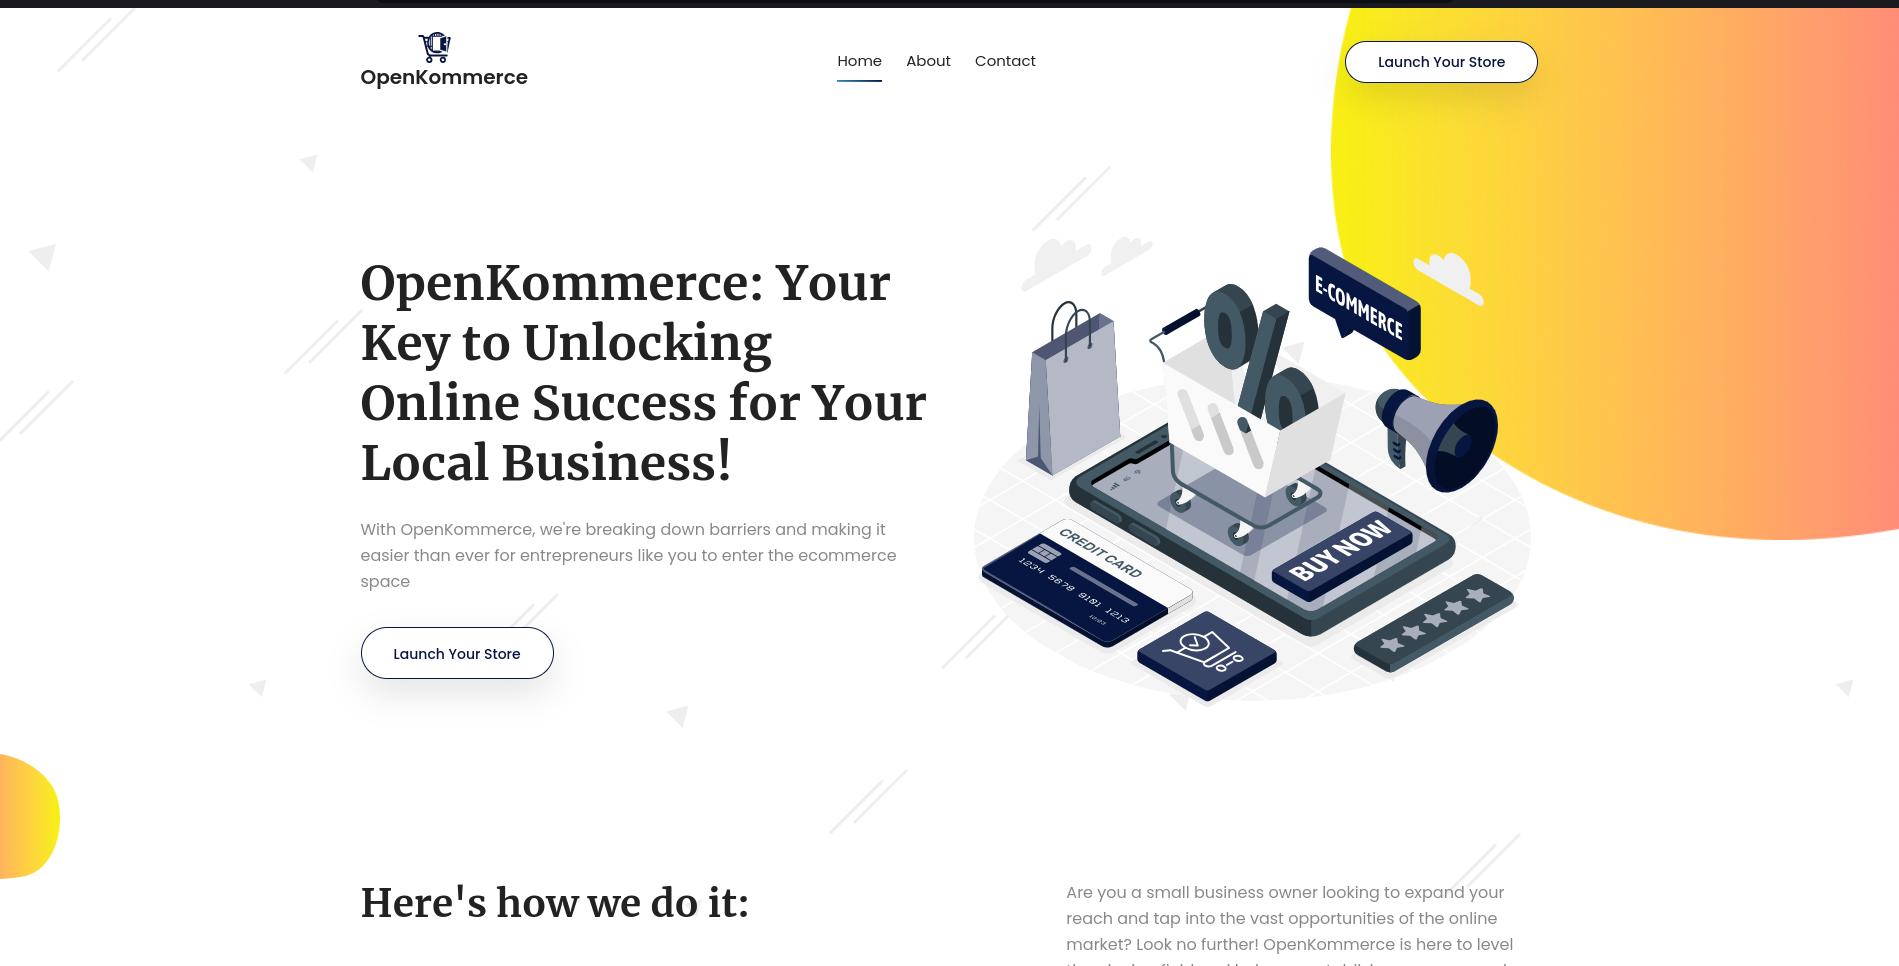 OpenKommerce
Home
About
Contact
Launch Your Store
OpenKommerce: Your
Key to Unlocking
Online Success for Your
Local Business!
With OpenKommerce, we're breaking down barriers and making it
easier than ever for entrepreneurs like you to enter the ecommerce
space
Launch Your Store
E-COMMERCE
BUY NOW
CREDIT CARD
1234 5678 9101 1213
Here's how we do it:
Are you a small business owner looking to expand your
reach and tap into the vast opportunities of the online
market? Look no further! OpenKommerce is here to level